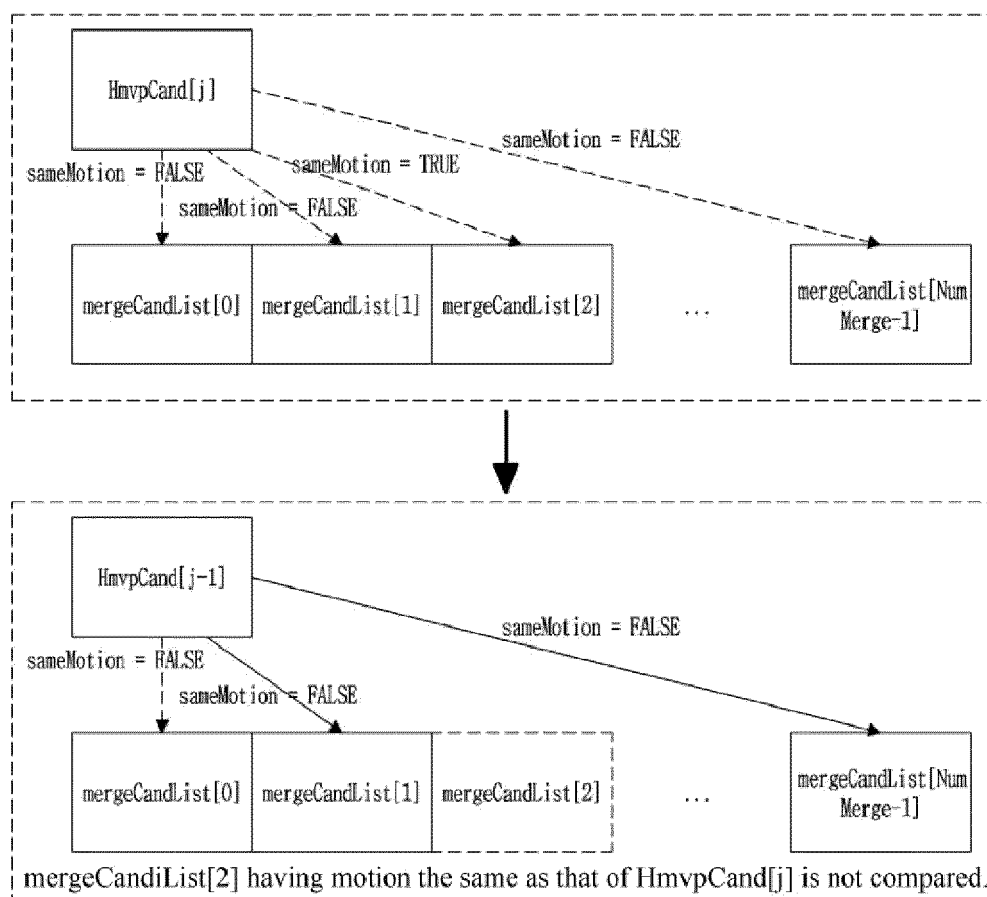 HmvpCand[j]
sameMotion = FALSE
sameMotion = TRUE
sameMotion = FALSE
sameMotion = FALSE
mergeCandList[0]
mergeCandList[1]
mergeCandList[2]
...
mergeCandList[Num
Merge-1]
HmvpCand[j-1]
sameMotion = FALSE
sameMotion = FALSE
sameMotion = FALSE
mergeCandList[0]
mergeCandList[1]
mergeCandList[2]
...
mergeCandList[Num
Merge-1]
mergeCandiList[2] having motion the same as that of HmvpCand[j] is not compared.